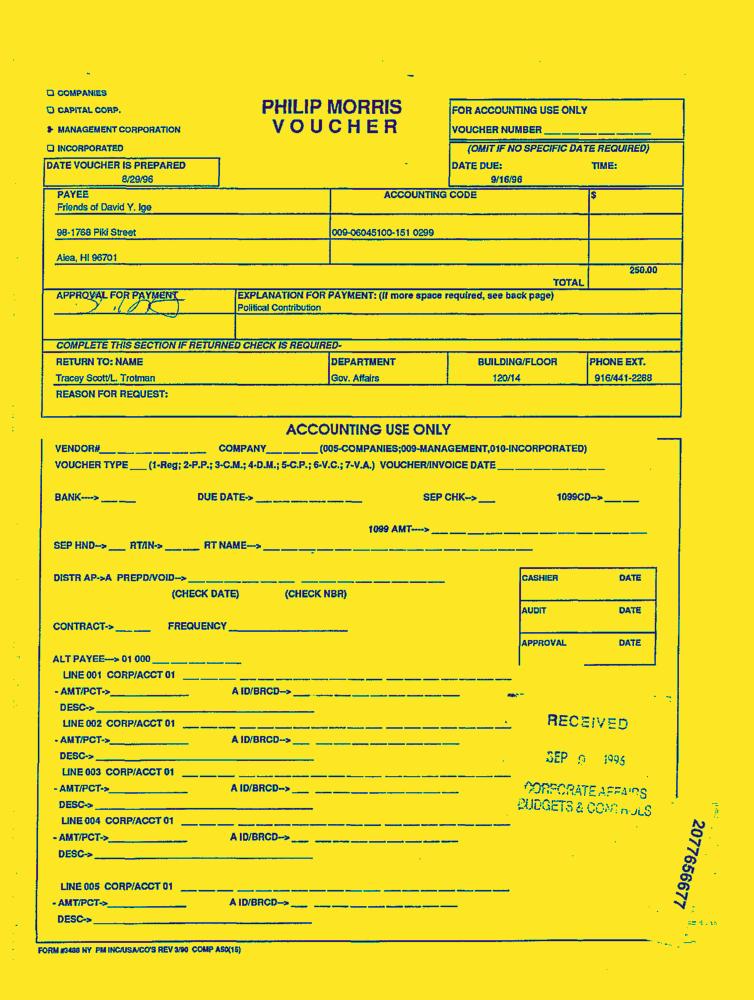 ❑ COMPANIES
❑ CAPITAL CORP.
MANAGEMENT CORPORATION
❑ INCORPORATED
PHILIP MORRIS
VOUCHER
FOR ACCOUNTING USE ONLY
VOUCHER NUMBER
(OMIT IF NO SPECIFIC DATE REQUIRED)
DATE VOUCHER IS PREPARED
8/29/96
DATE DUE: TIME:
9/16/96
PAYEE ACCOUNTING CODE $
Friends of David Y. Ige
98-1768 Piki Street 009-06045100-151 0299
Aiea, HI 96701
250.00
TOTAL
APPROVAL FOR PAYMENT EXPLANATION FOR PAYMENT: (If more space required, see back page)
Political Contribution
COMPLETE THIS SECTION IF RETURNED CHECK IS REQUIRED-
RETURN TO: NAME DEPARTMENT BUILDING/FLOOR PHONE EXT.
Tracey Scott/L. Trotman Gov. Affairs 120/14 916/441-2268
REASON FOR REQUEST:
ACCOUNTING USE ONLY
VENDOR# COMPANY (005-COMPANIES;009-MANAGEMENT,010-INCORPORATED)
VOUCHER TYPE (1-Reg; 2-P.P.; 3-C.M.; 4-D.M.; 5-C.P.; 6-V.C.; 7-V.A.) VOUCHER/INVOICE DATE
BANK----> DUE DATE-> SEP CHK--> 1099CD-->
1099 AMT---->
SEP HND--> RT/IN-> RT NAME--->
DISTR AP->A PREPD/VOID-->
(CHECK DATE) (CHECK NBR)
CASHIER DATE
AUDIT DATE
CONTRACT-> FREQUENCY
APPROVAL DATE
ALT PAYEE---> 01 000
LINE 001 CORP/ACCT 01
- AMT/PCT-> A ID/BRCD-->
DESC->
LINE 002 CORP/ACCT 01
- AMT/PCT-> A ID/BRCD-->
DESC->
LINE 003 CORP/ACCT 01
- AMT/PCT-> A ID/BRCD-->
DESC->
LINE 004 CORP/ACCT 01
- AMT/PCT-> A ID/BRCD-->
DESC->
LINE 005 CORP/ACCT 01
- AMT/PCT-> A ID/BRCD-->
DESC->
RECEIVED
SEP 9 1996
CORPORATE AFFAIRS
BUDGETS & CONTROLS
2077656677
FORM #3488 NY PM INC/USA/CO'S REV 3/90 COMP AS0(15)